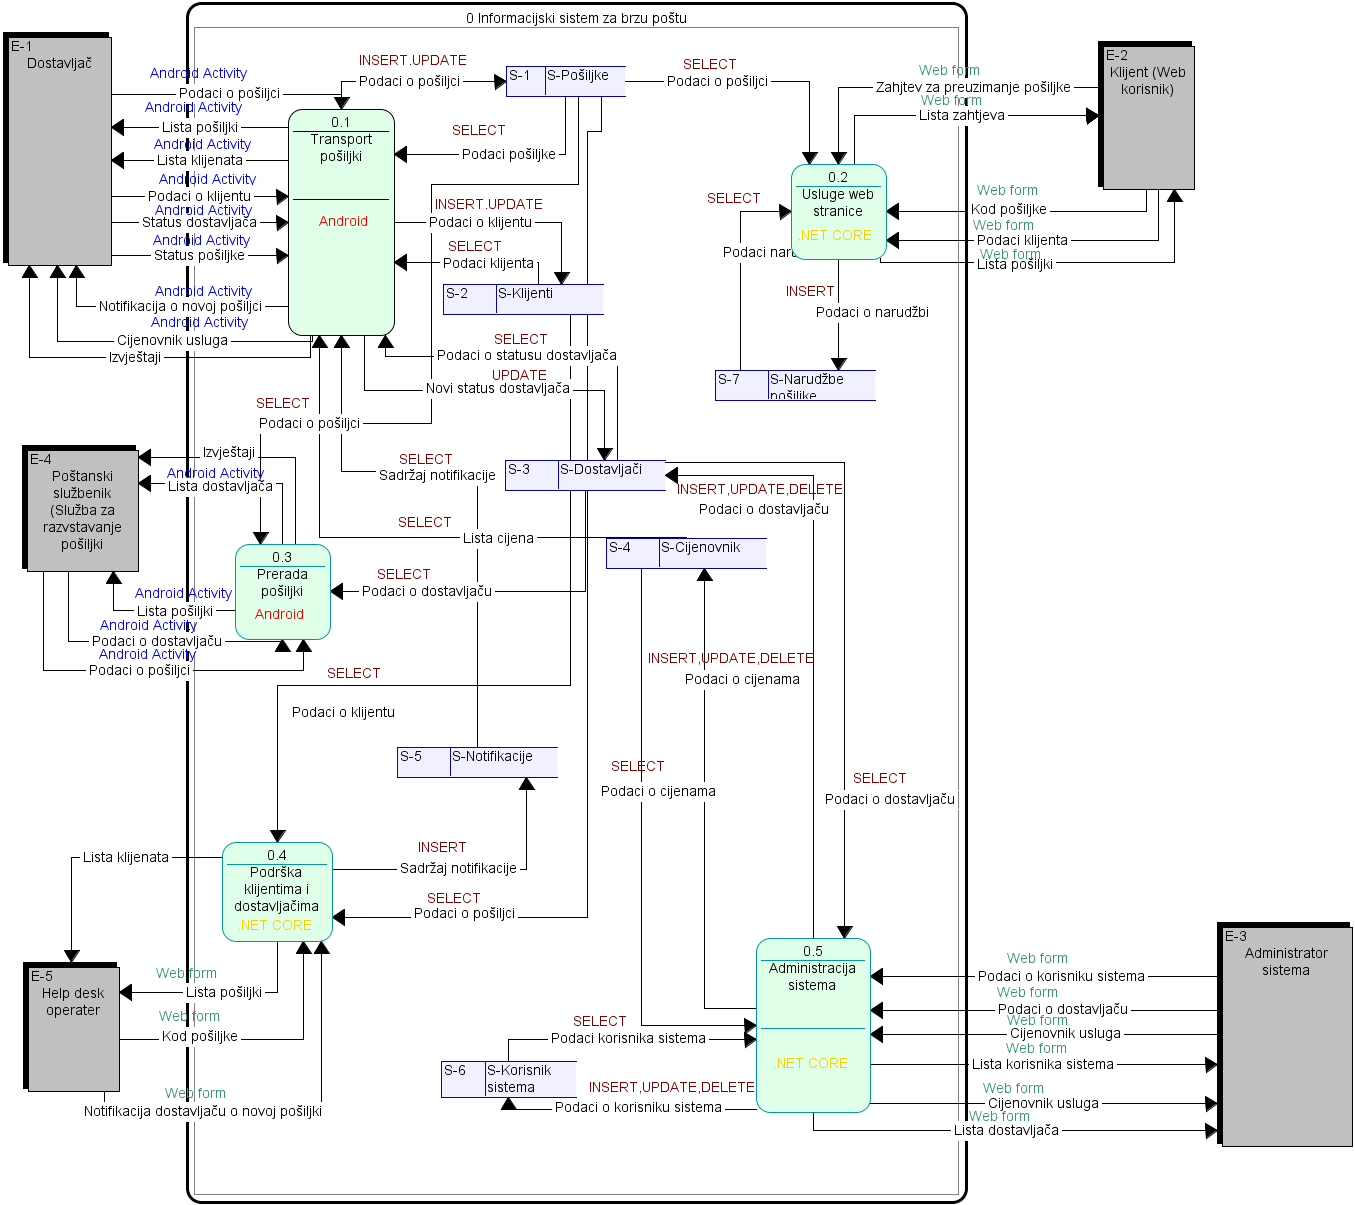 0 Informacijski sistem za brzu poštu
E-1
Dostavljač
Android Activity
Podaci o pošiljci
Android Activity
Lista pošiljki
Android Activity
Lista klijenata
Android Activity
Podaci o klijentu
Android Activity
Status dostavljača
Android Activity
Status pošiljke
Android Activity
Notifikacija o novoj pošiljci
Android Activity
Cijenovnik usluga
Izvještaji
INSERT.UPDATE
Podaci o pošiljci
S-1
S-Pošiljke
SELECT
Podaci o pošiljci
0.1
Transport
pošiljki
Android
SELECT
Podaci pošiljke
INSERT.UPDATE
Podaci o klijentu
SELECT
Podaci klijenta
S-2
S-Klijenti
SELECT
Podaci o statusu dostavljača
UPDATE
Novi status dostavljača
E-2
Klijent (Web
korisnik)
Web form
Zahjtev za preuzimanje pošiljke
Web form
Lista zahtjeva
0.2
Usluge web
stranice
.NET CORE
Web form
Kod pošiljke
Web form
Podaci klijenta
Web form
Lista pošiljki
SELECT
Podaci naru
INSERT
Podaci o narudžbi
S-7
S-Narudžbe
pošiljke
SELECT
Podaci o pošiljci
SELECT
Sadržaj notifikacije
S-3
S-Dostavljači
INSERT,UPDATE,DELETE
Podaci o dostavljaču
E-4
Poštanski
službenik
(Služba za
razvstavanje
pošiljki
Izvještaji
Android Activity
Lista dostavljača
SELECT
Lista cijena
S-4
S-Cijenovnik
0.3
Prerada
pošiljki
Android
SELECT
Podaci o dostavljaču
Android Activity
Lista pošiljki
Android Activity
Podaci o dostavljaču
Android Activity
Podaci o pošiljci
SELECT
Podaci o klijentu
INSERT,UPDATE,DELETE
Podaci o cijenama
S-5
S-Notifikacije
SELECT
Podaci o cijenama
SELECT
Podaci o dostavljaču
Lista klijenata
0.4
Podrška
klijentima i
dostavljačima
.NET CORE
INSERT
Sadržaj notifikacije
SELECT
Podaci o pošiljci
E-5
Help desk
operater
Web form
Lista pošiljki
Web form
Kod pošiljke
Web form
Notifikacija dostavljaču o novoj pošiljki
0.5
Administracija
sistema
.NET CORE
SELECT
Podaci korisnika sistema
S-6
S-Korisnik
sistema
INSERT,UPDATE,DELETE
Podaci o korisniku sistema
E-3
Administrator
sistema
Web form
Podaci o korisniku sistema
Web form
Podaci o dostavljaču
Web form
Cijenovnik usluga
Web form
Lista korisnika sistema
Web form
Cijenovnik usluga
Web form
Lista dostavljača